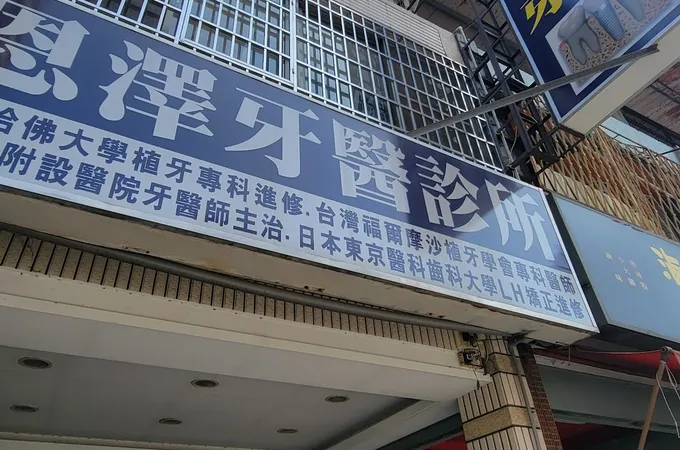 恩澤牙醫診所
哈佛大學植牙專科進修.台灣福爾摩沙植牙學會專科醫師
附設醫院牙醫師主治.日本東京醫科齒科大學LH矯正進修
牙